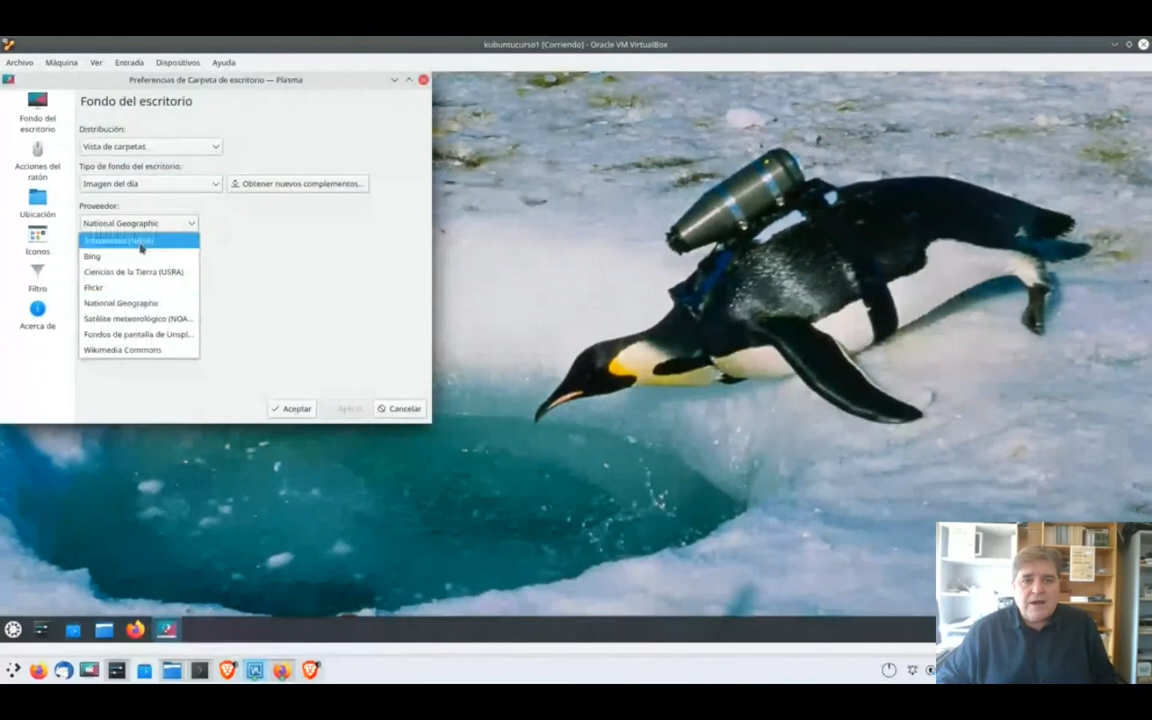 kubuntucurso1 [Corriendo] - Oracle VM VirtualBox
Archivo Máquina Ver Entrada Dispositivos Ayuda
Preferencias de Carpeta de escritorio — Plasma
Fondo del escritorio
Acciones del ratón
Ubicación
Iconos
Filtro
Acerca de
Fondo del escritorio
Distribución:
Vista de carpetas
Tipo de fondo del escritorio:
Imagen del día
Obtener nuevos complementos...
Proveedor:
National Geographic
Bing
Ciencias de la Tierra (USRA)
Flickr
National Geographic
Satélite meteorológico (NOA...
Fondos de pantalla de Unspl...
Wikimedia Commons
Aceptar
Cancelar